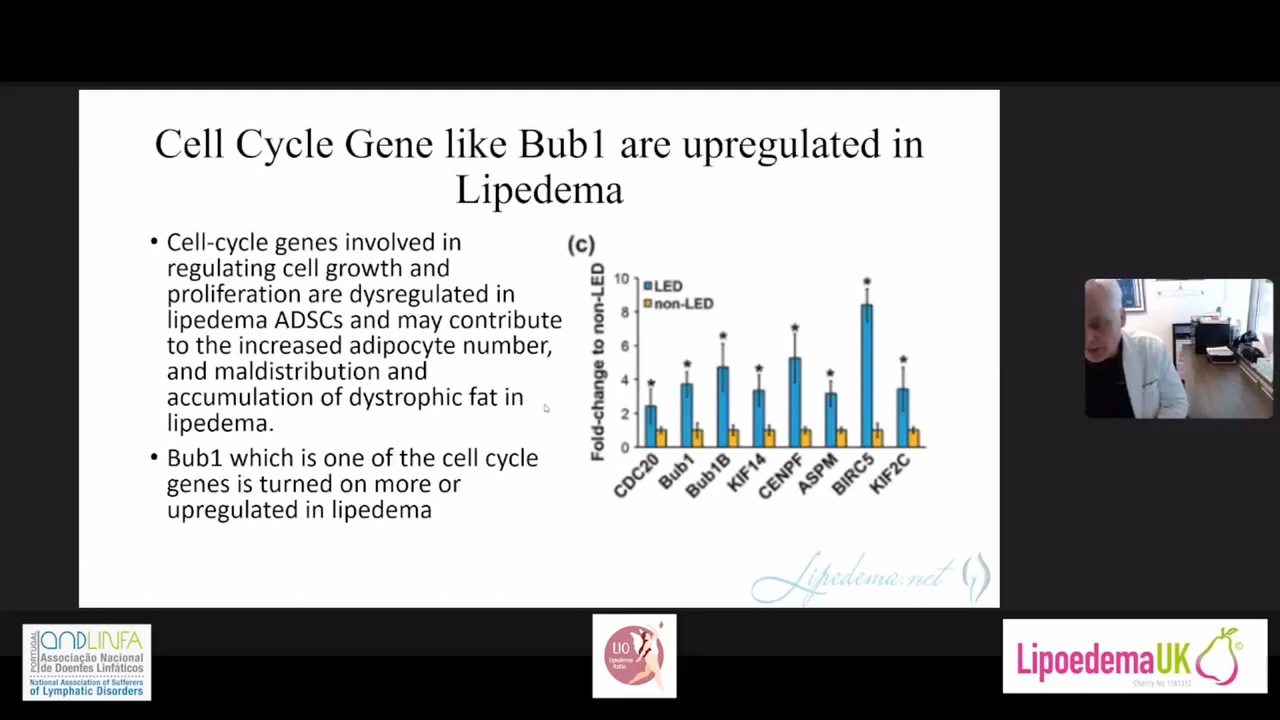 Cell Cycle Gene like Bub1 are upregulated in
Lipedema
• Cell-cycle genes involved in
regulating cell growth and
proliferation are dysregulated in
lipedema ADSCs and may contribute
to the increased adipocyte number,
and maldistribution and
accumulation of dystrophic fat in
lipedema.
• Bub1 which is one of the cell cycle
genes is turned on more or
upregulated in lipedema
(c)
Fold-change to non-LED
10
8
6
4
2
0
LED
non-LED
* * * * * * * *
CDC20 Bub1 Bub1B KIF14 CENPF ASPM BIRC5 KIF2C
Lipedema.net
PORTUGAL
andLINFA
Associação Nacional
de Doentes Linfáticos
National Association of Sufferers
of Lymphatic Disorders
LIO
Lipedema
Italia
LipoedemaUK
©
Charity No 1181312